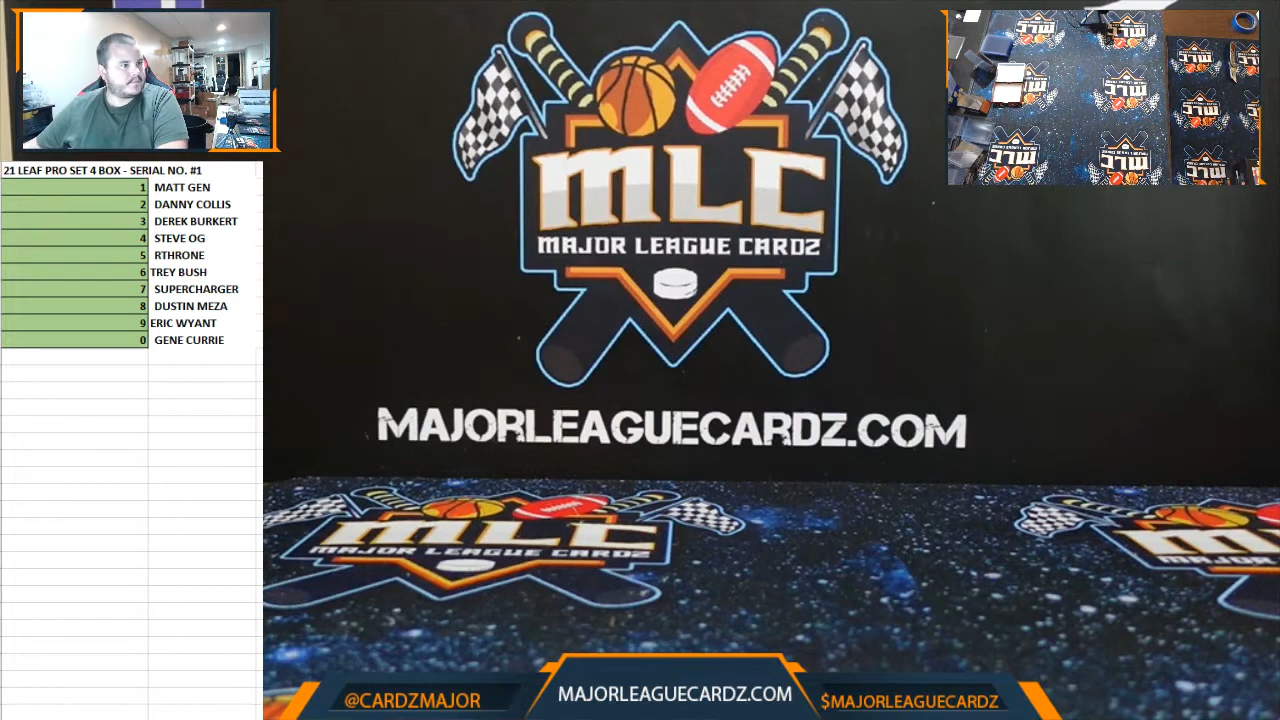 21 LEAF PRO SET 4 BOX - SERIAL NO. #1
1 MATT GEN
2 DANNY COLLIS
3 DEREK BURKERT
4 STEVE OG
5 RTHRONE
6 TREY BUSH
7 SUPERCHARGER
8 DUSTIN MEZA
9 ERIC WYANT
0 GENE CURRIE
MLC
MAJOR LEAGUE CARDZ
MAJORLEAGUECARDZ.COM
MLC
MAJOR LEAGUE CARDZ
@CARDZMAJOR
MAJORLEAGUECARDZ.COM
$MAJORLEAGUECARDZ